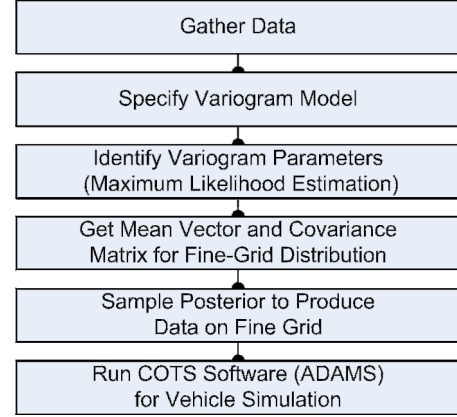 Gather Data
Specify Variogram Model
Identify Variogram Parameters
(Maximum Likelihood Estimation)
Get Mean Vector and Covariance
Matrix for Fine-Grid Distribution
Sample Posterior to Produce
Data on Fine Grid
Run COTS Software (ADAMS)
for Vehicle Simulation